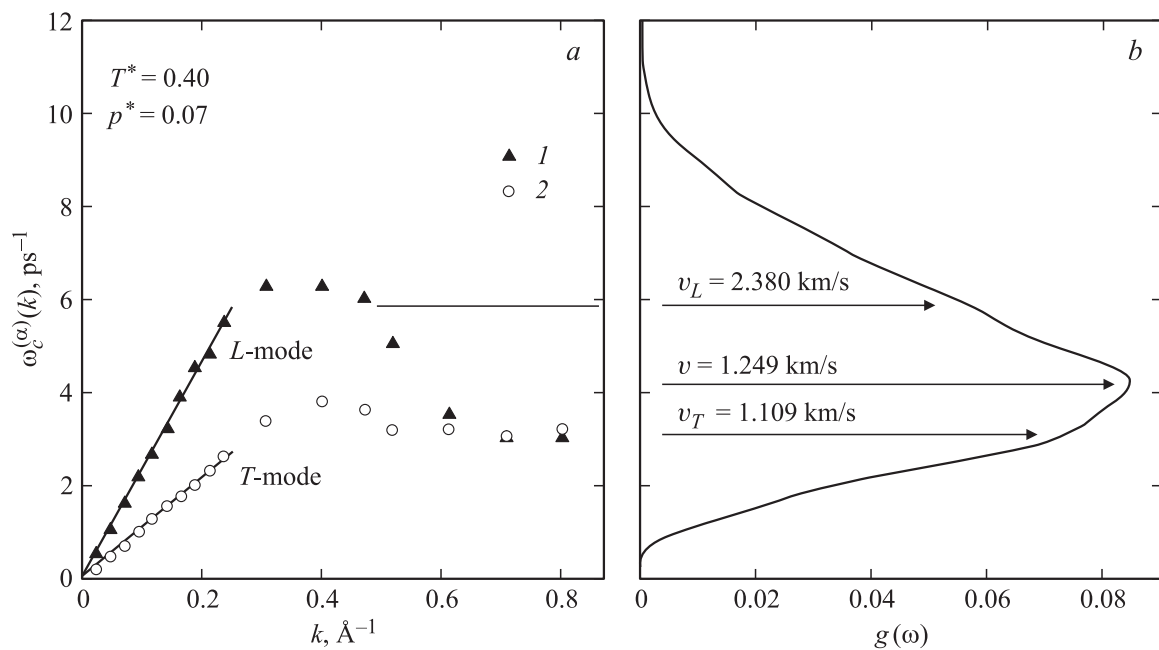 12
10
8
6
4
2
0
ω_c^(α)(k), ps⁻¹
a
T* = 0.40
p* = 0.07
1
2
L-mode
T-mode
0 0.2 0.4 0.6 0.8
k, Å⁻¹
b
υ_L = 2.380 km/s
υ = 1.249 km/s
υ_T = 1.109 km/s
0 0.02 0.04 0.06 0.08
g(ω)